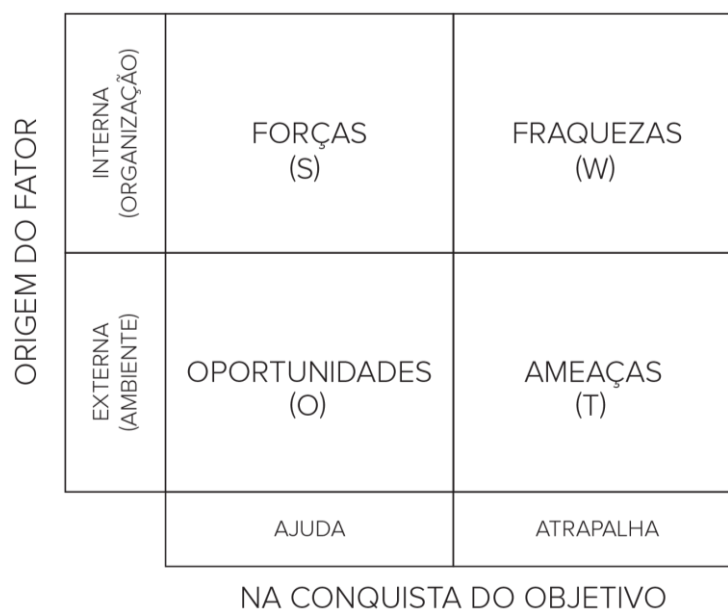 ORIGEM DO FATOR
INTERNA
(ORGANIZAÇÃO)
FORÇAS
(S)
FRAQUEZAS
(W)
EXTERNA
(AMBIENTE)
OPORTUNIDADES
(O)
AMEAÇAS
(T)
AJUDA
ATRAPALHA
NA CONQUISTA DO OBJETIVO